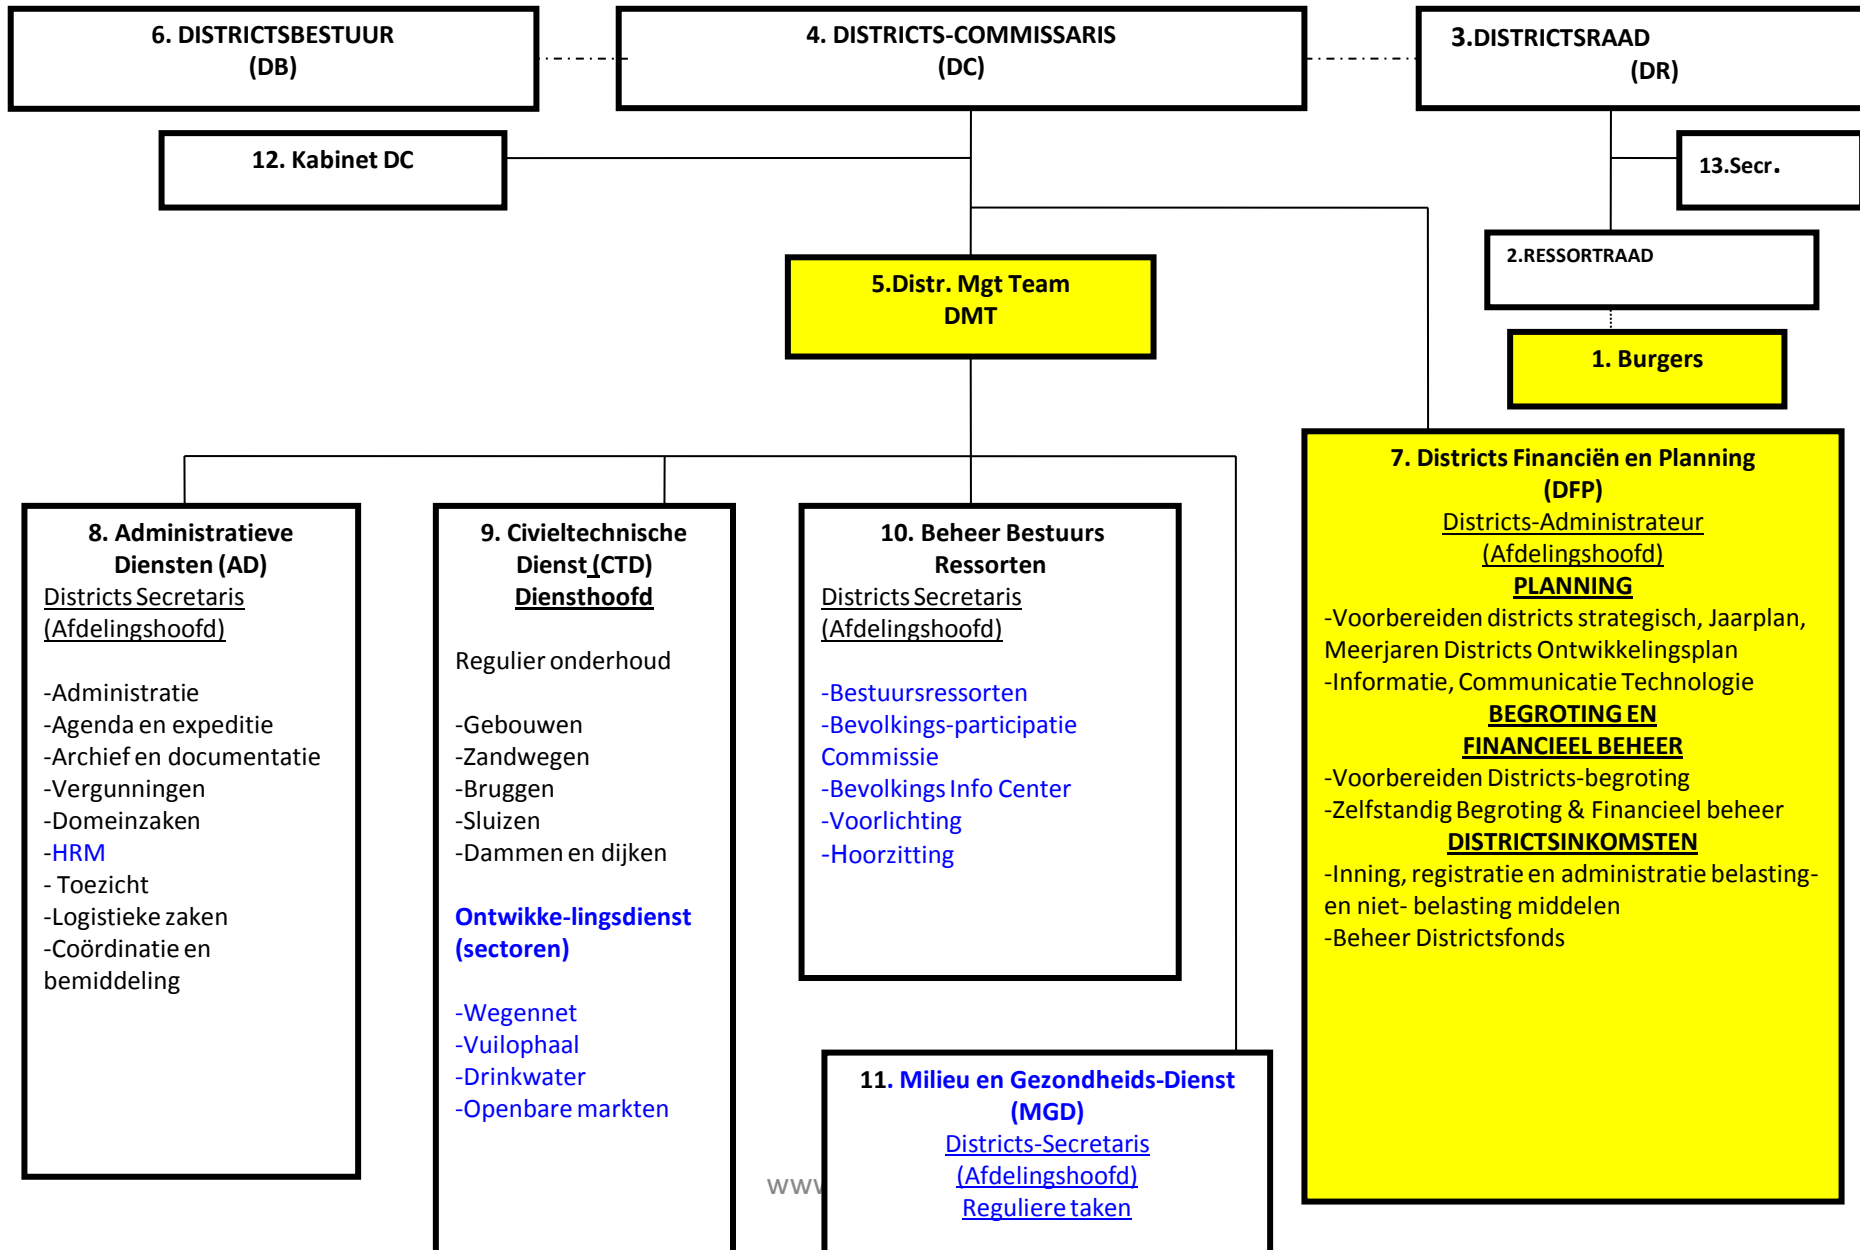 6. DISTRICTSBESTUUR
(DB)
4. DISTRICTS-COMMISSARIS
(DC)
3.DISTRICTSRAAD
(DR)
12. Kabinet DC
13.Secr.
2.RESSORTRAAD
5.Distr. Mgt Team
DMT
1. Burgers
8. Administratieve
Diensten (AD)
Districts Secretaris
(Afdelingshoofd)
-Administratie
-Agenda en expeditie
-Archief en documentatie
-Vergunningen
-Domeinzaken
-HRM
- Toezicht
-Logistieke zaken
-Coördinatie en
bemiddeling
9. Civieltechnische
Dienst (CTD)
Diensthoofd
Regulier onderhoud
-Gebouwen
-Zandwegen
-Bruggen
-Sluizen
-Dammen en dijken
Ontwikke-lingsdienst
(sectoren)
-Wegennet
-Vuilophaal
-Drinkwater
-Openbare markten
10. Beheer Bestuurs
Ressorten
Districts Secretaris
(Afdelingshoofd)
-Bestuursressorten
-Bevolkings-participatie
Commissie
-Bevolkings Info Center
-Voorlichting
-Hoorzitting
11. Milieu en Gezondheids-Dienst
(MGD)
Districts-Secretaris
(Afdelingshoofd)
Reguliere taken
7. Districts Financiën en Planning
(DFP)
Districts-Administrateur
(Afdelingshoofd)
PLANNING
-Voorbereiden districts strategisch, Jaarplan,
Meerjaren Districts Ontwikkelingsplan
-Informatie, Communicatie Technologie
BEGROTING EN
FINANCIEEL BEHEER
-Voorbereiden Districts-begroting
-Zelfstandig Begroting & Financieel beheer
DISTRICTSINKOMSTEN
-Inning, registratie en administratie belasting-
en niet- belasting middelen
-Beheer Districtsfonds